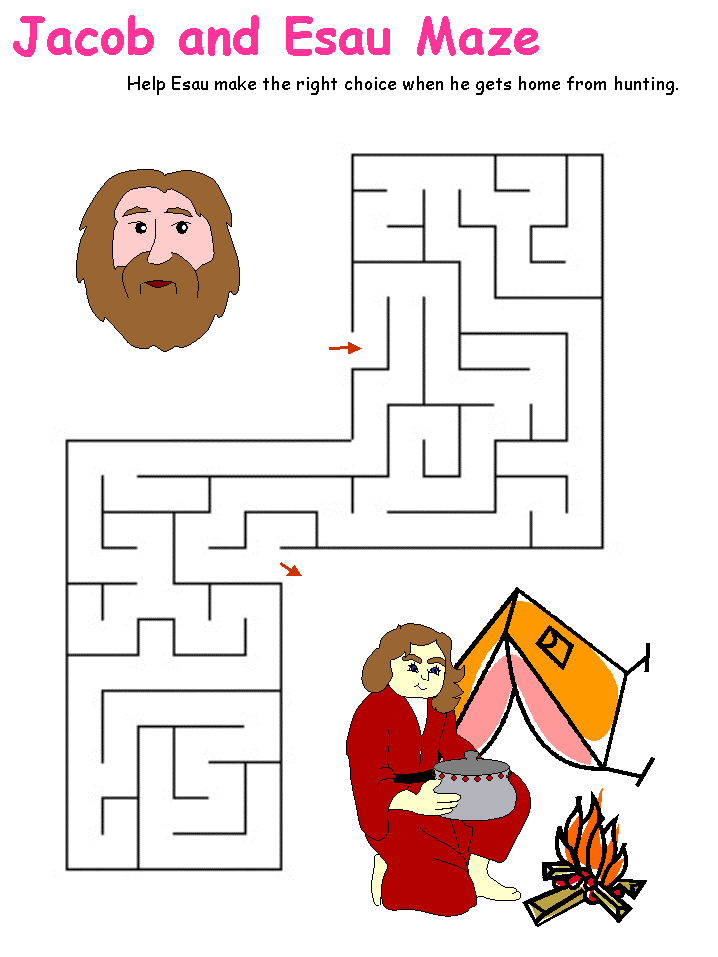 Jacob and Esau Maze
Help Esau make the right choice when he gets home from hunting.